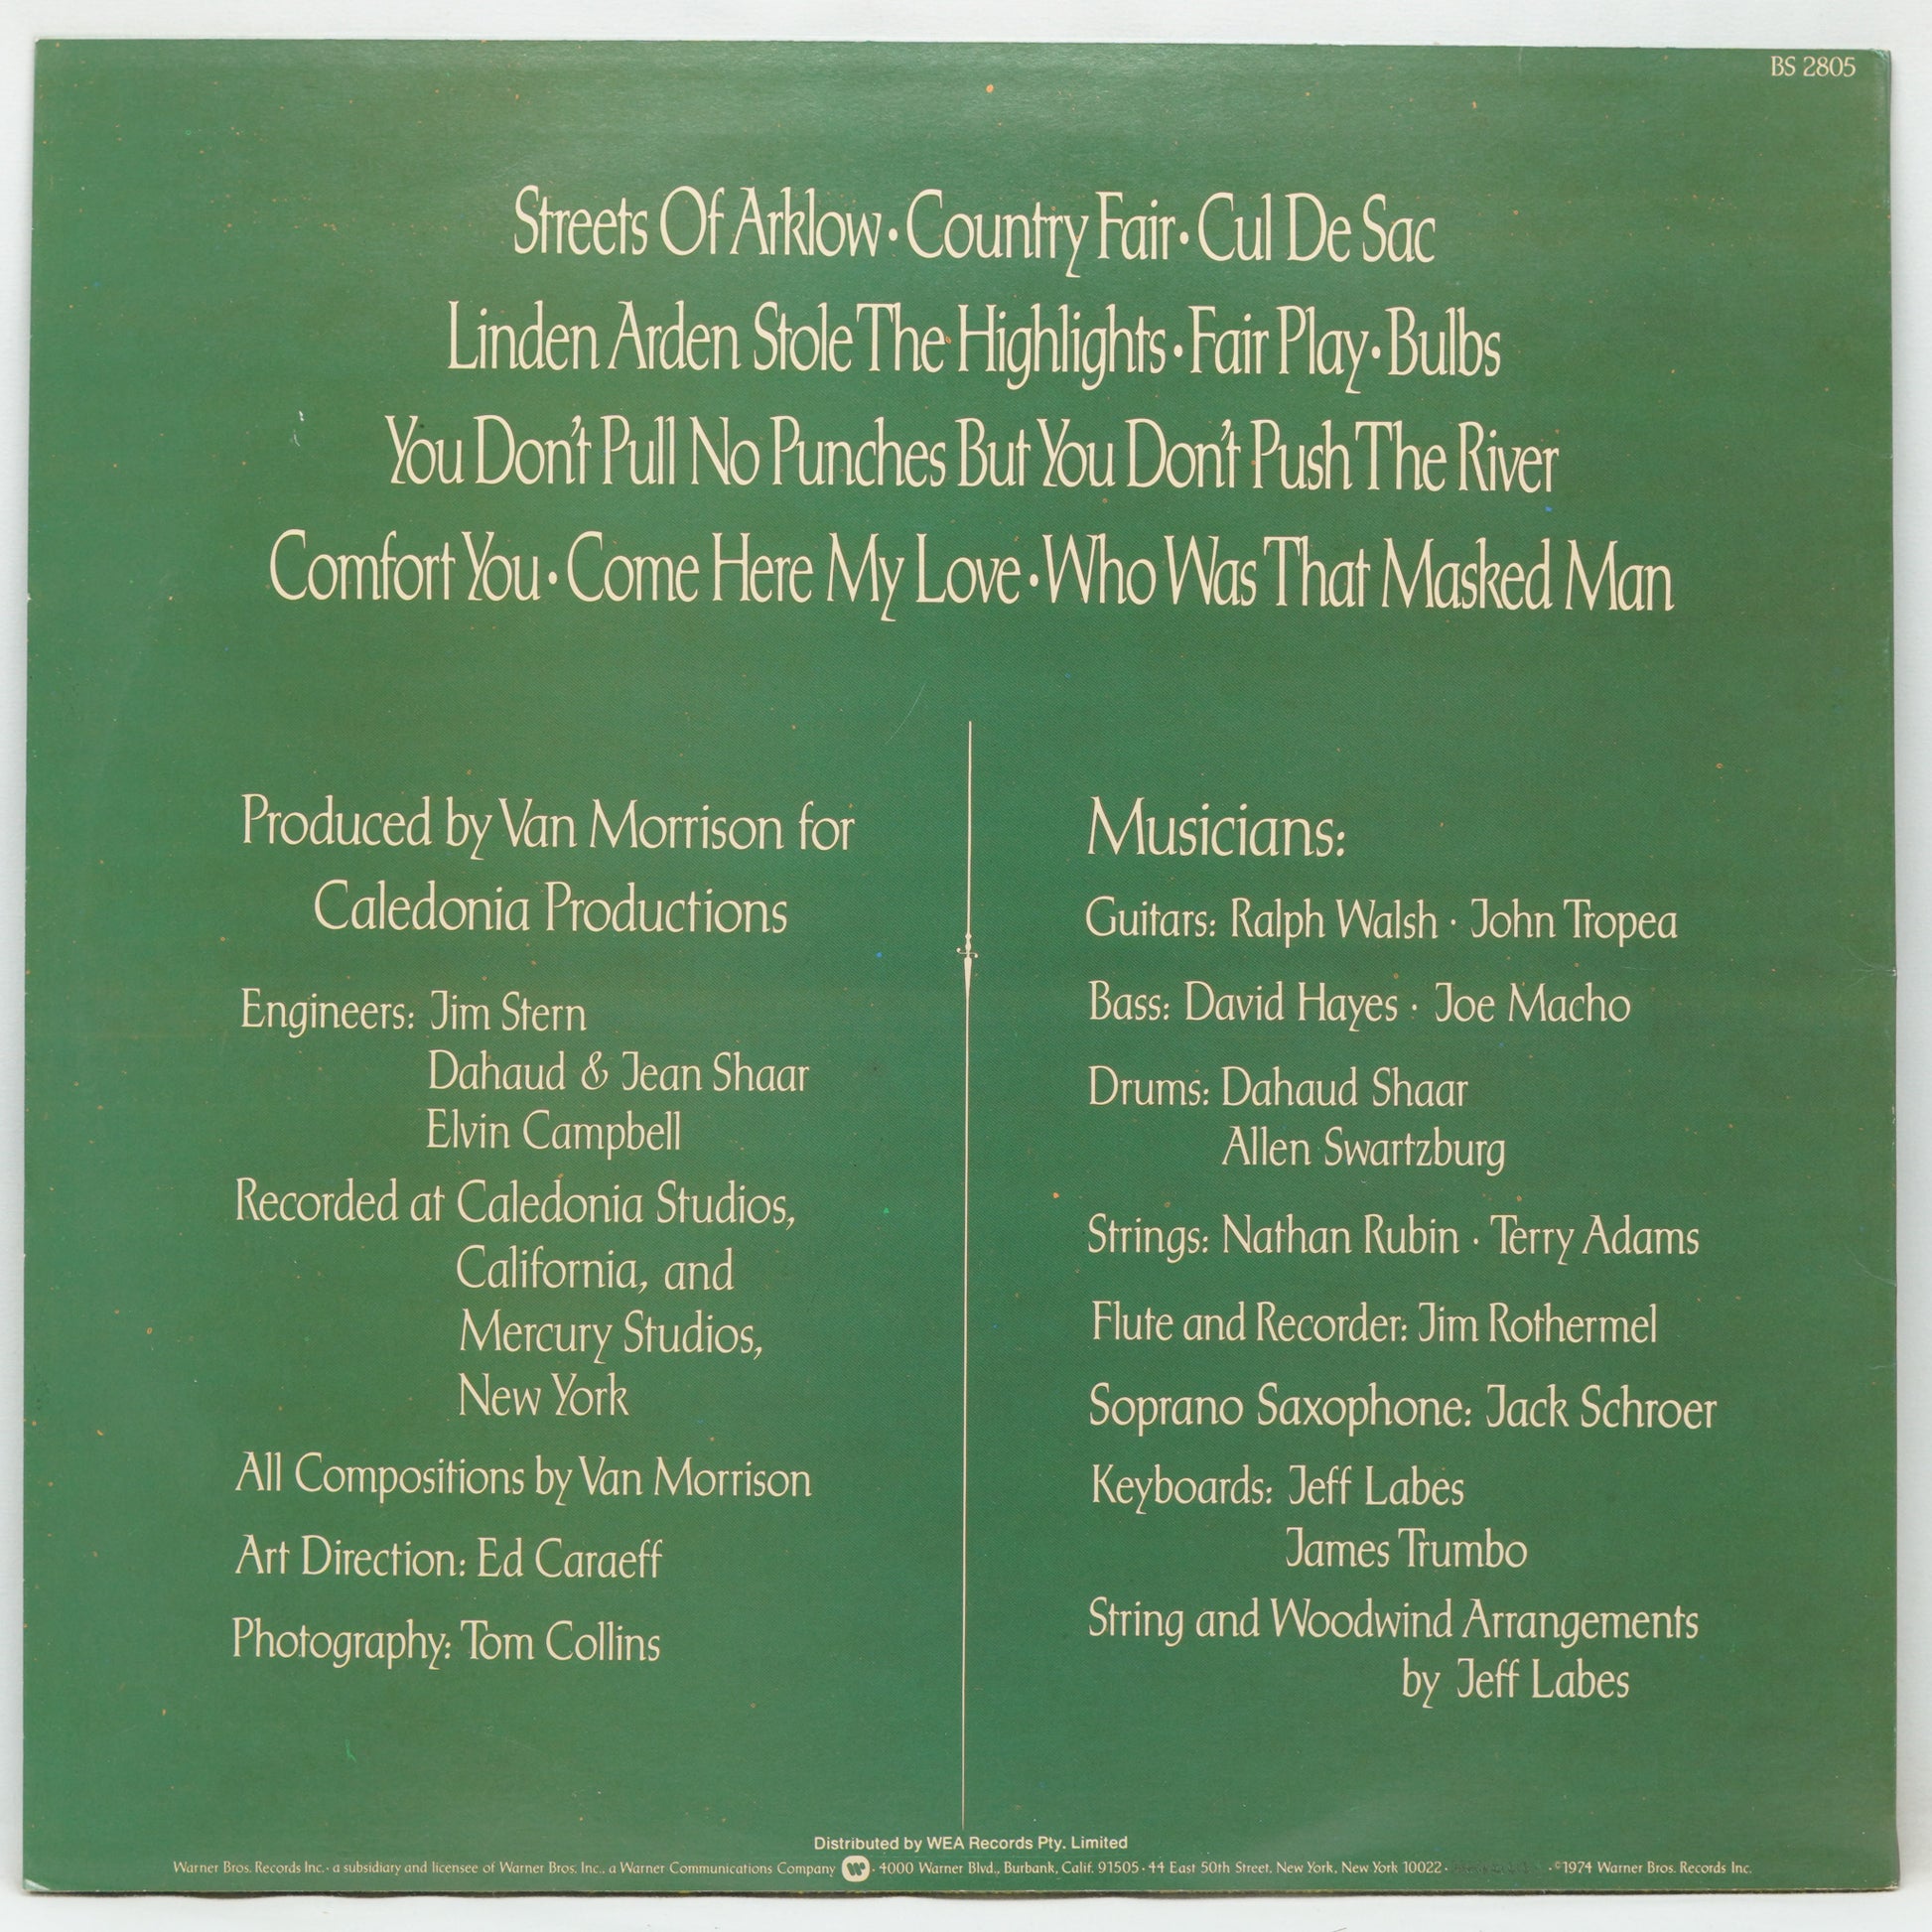 BS 2805
Streets Of Arklow • Country Fair • Cul De Sac
Linden Arden Stole The Highlights • Fair Play • Bulbs
You Don't Pull No Punches But You Don't Push The River
Comfort You • Come Here My Love • Who Was That Masked Man
Produced by Van Morrison for
Caledonia Productions
Engineers: Jim Stern
Dahaud & Jean Shaar
Elvin Campbell
Recorded at Caledonia Studios,
California, and
Mercury Studios,
New York
All Compositions by Van Morrison
Art Direction: Ed Caraeff
Photography: Tom Collins
Musicians:
Guitars: Ralph Walsh · John Tropea
Bass: David Hayes · Joe Macho
Drums: Dahaud Shaar
Allen Swartzburg
Strings: Nathan Rubin · Terry Adams
Flute and Recorder: Jim Rothermel
Soprano Saxophone: Jack Schroer
Keyboards: Jeff Labes
James Trumbo
String and Woodwind Arrangements
by Jeff Labes
Distributed by WEA Records Pty. Limited
Warner Bros. Records Inc. · a subsidiary and licensee of Warner Bros. Inc., a Warner Communications Company W · 4000 Warner Blvd., Burbank, Calif. 91505 · 44 East 50th Street, New York, New York 10022 · · ©1974 Warner Bros. Records Inc.